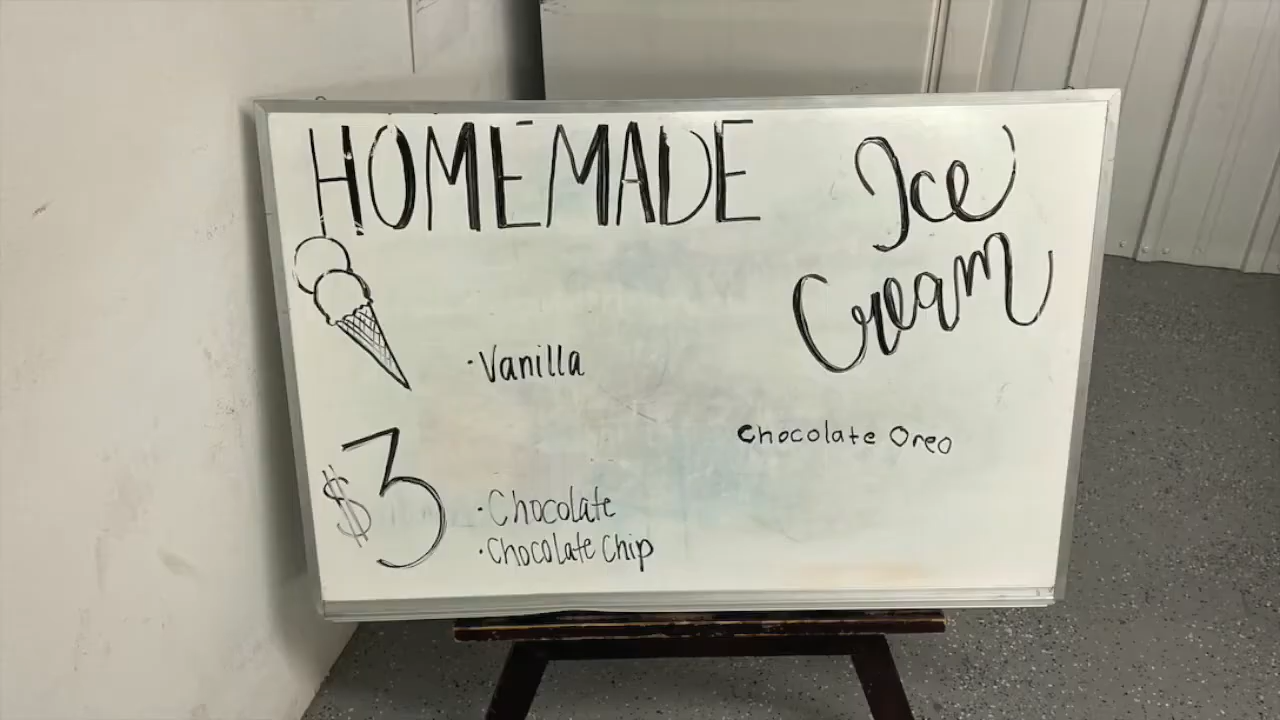 HOMEMADE Ice
Cream
·Vanilla
Chocolate Oreo
$3
·Chocolate
·Chocolate Chip